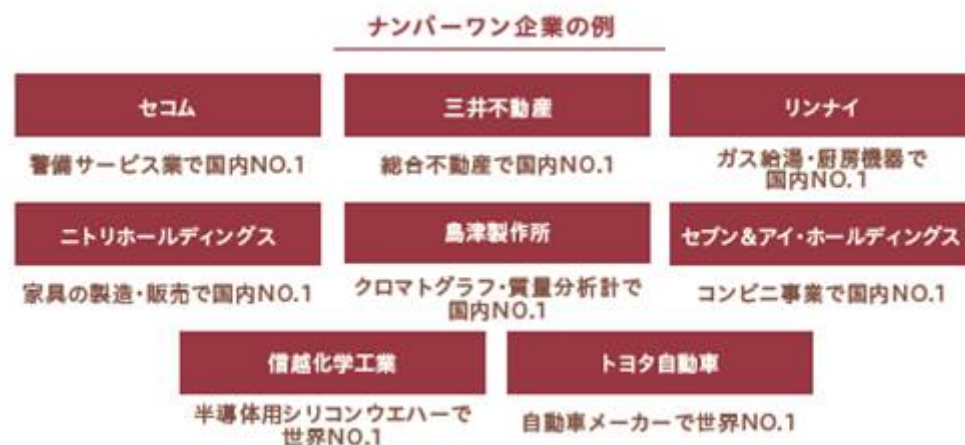 ナンバーワン企業の例
セコム
警備サービス業で国内NO.1
三井不動産
総合不動産で国内NO.1
リンナイ
ガス給湯・厨房機器で
国内NO.1
ニトリホールディングス
家具の製造・販売で国内NO.1
島津製作所
クロマトグラフ・質量分析計で
国内NO.1
セブン&アイ・ホールディングス
コンビニ事業で国内NO.1
信越化学工業
半導体用シリコンウエハーで
世界NO.1
トヨタ自動車
自動車メーカーで世界NO.1